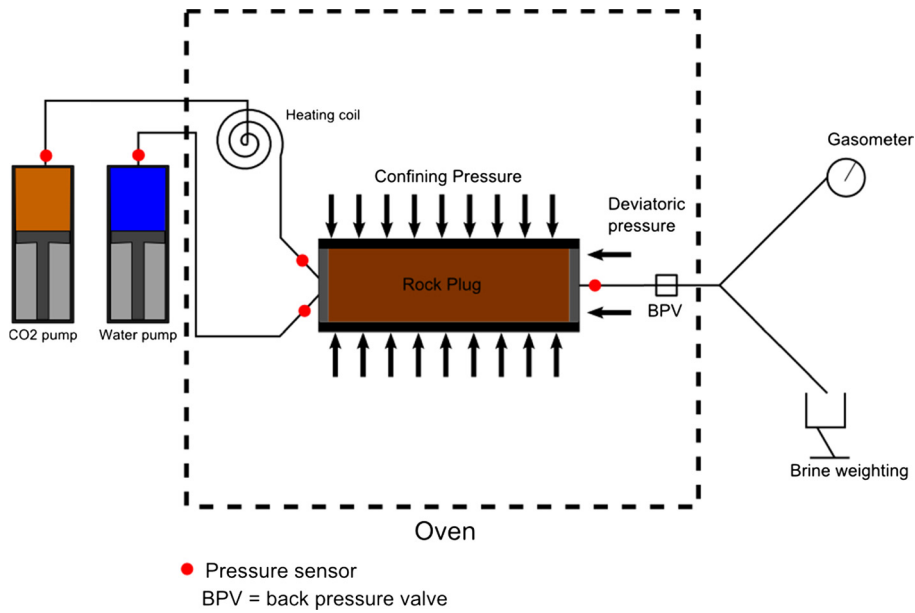 Heating coil
Gasometer
Confining Pressure
Deviatoric
pressure
Rock Plug
BPV
CO2 pump
Water pump
Brine weighting
Oven
Pressure sensor
BPV = back pressure valve